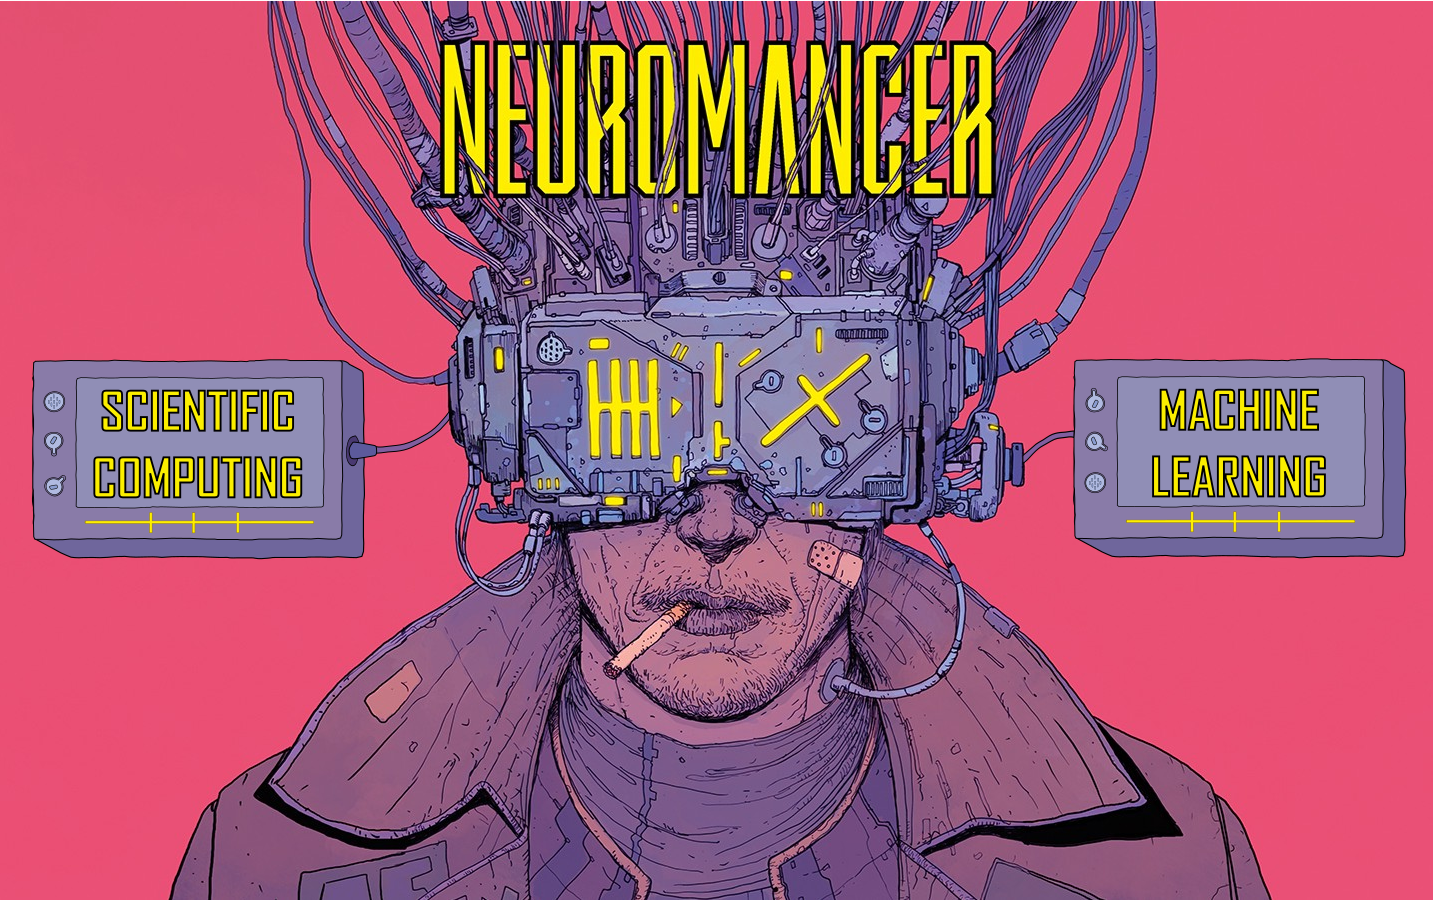 NEUROMANCER
SCIENTIFIC
COMPUTING
MACHINE
LEARNING